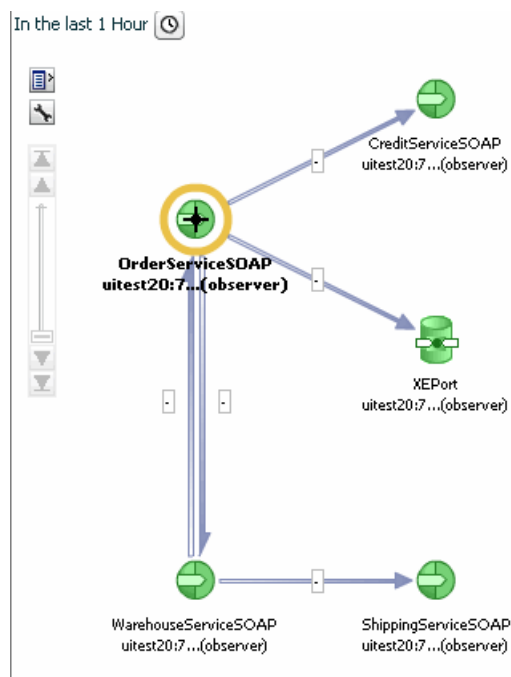 In the last 1 Hour
CreditServiceSOAP
uitest20:7...(observer)
-
OrderServiceSOAP
uitest20:7...(observer)
-
XEPort
uitest20:7...(observer)
-
-
-
WarehouseServiceSOAP
uitest20:7...(observer)
ShippingServiceSOAP
uitest20:7...(observer)